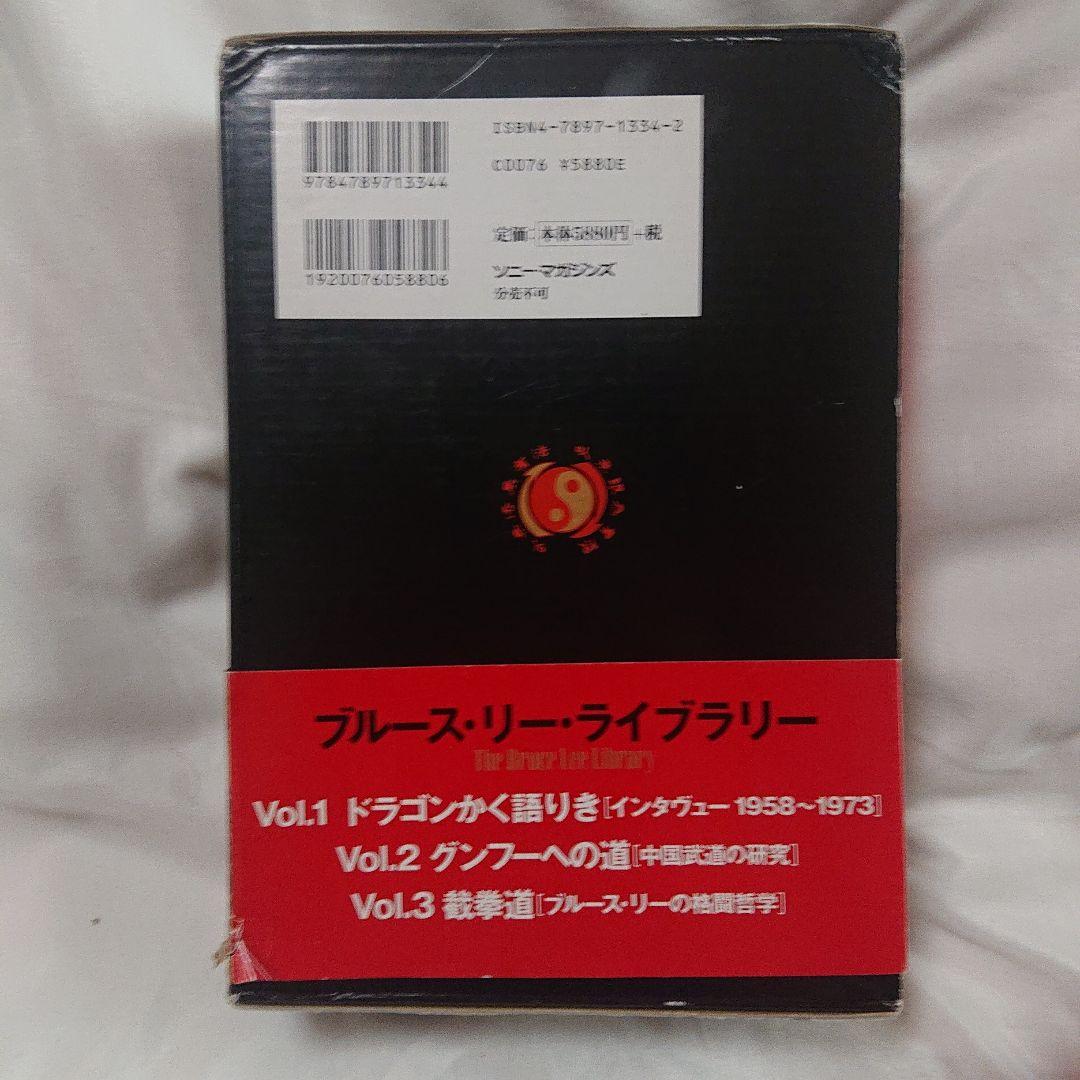 ISBN4-7897-1334-2
9784789713344
C0076 ¥5880E
1920076058806
定価:本体5880円+税
ソニー・マガジンズ
分売不可
ブルース・リー・ライブラリー
The Bruce Lee Library
Vol.1 ドラゴンかく語りき[インタヴュー 1958〜1973]
Vol.2 グンフーへの道[中国武道の研究]
Vol.3 截拳道[ブルース・リーの格闘哲学]